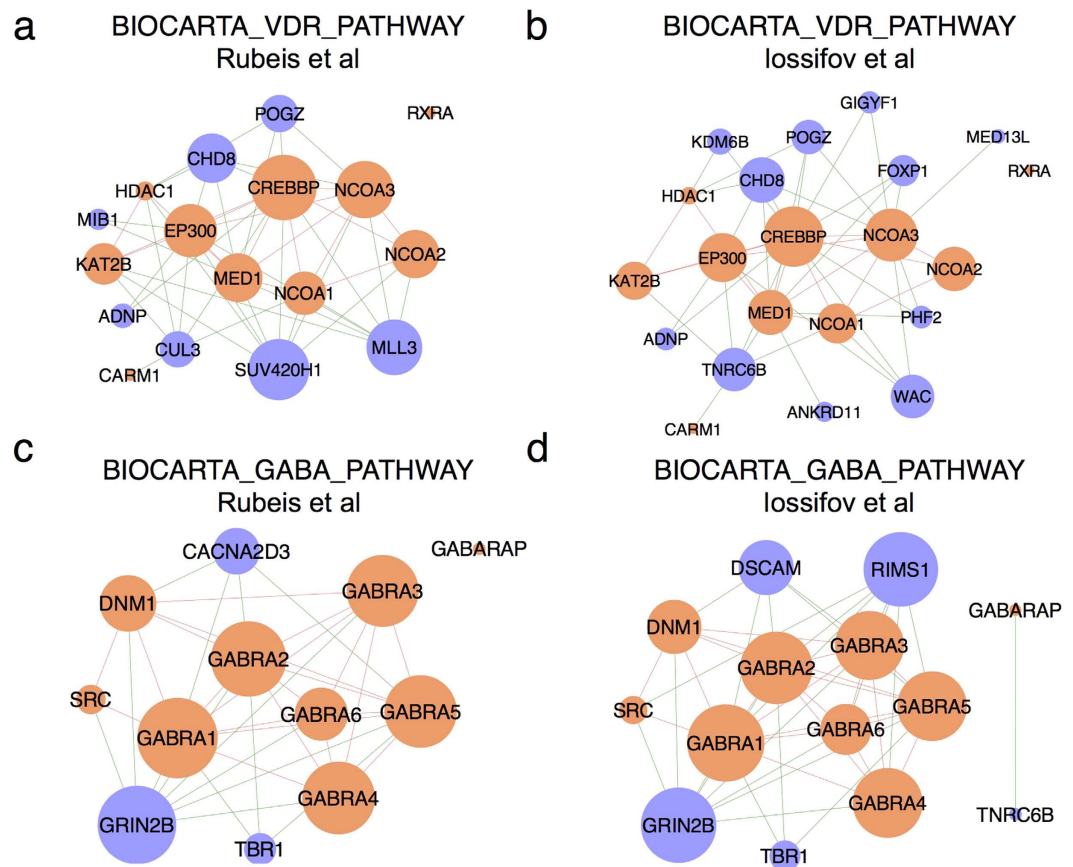 a
BIOCARTA_VDR_PATHWAY
Rubeis et al
POGZ
RXRA
CHD8
HDAC1
CREBBP
NCOA3
MIB1
EP300
KAT2B
MED1
NCOA2
NCOA1
ADNP
CUL3
MLL3
CARM1
SUV420H1
b
BIOCARTA_VDR_PATHWAY
Iossifov et al
GIGYF1
KDM6B
POGZ
MED13L
CHD8
FOXP1
RXRA
HDAC1
CREBBP
NCOA3
EP300
NCOA2
KAT2B
MED1
NCOA1
PHF2
ADNP
TNRC6B
WAC
ANKRD11
CARM1
c
BIOCARTA_GABA_PATHWAY
Rubeis et al
CACNA2D3
GABARAP
DNM1
GABRA3
GABRA2
SRC
GABRA6
GABRA5
GABRA1
GABRA4
GRIN2B
TBR1
d
BIOCARTA_GABA_PATHWAY
Iossifov et al
DSCAM
RIMS1
GABARAP
DNM1
GABRA3
GABRA2
SRC
GABRA5
GABRA6
GABRA1
GABRA4
GRIN2B
TNRC6B
TBR1